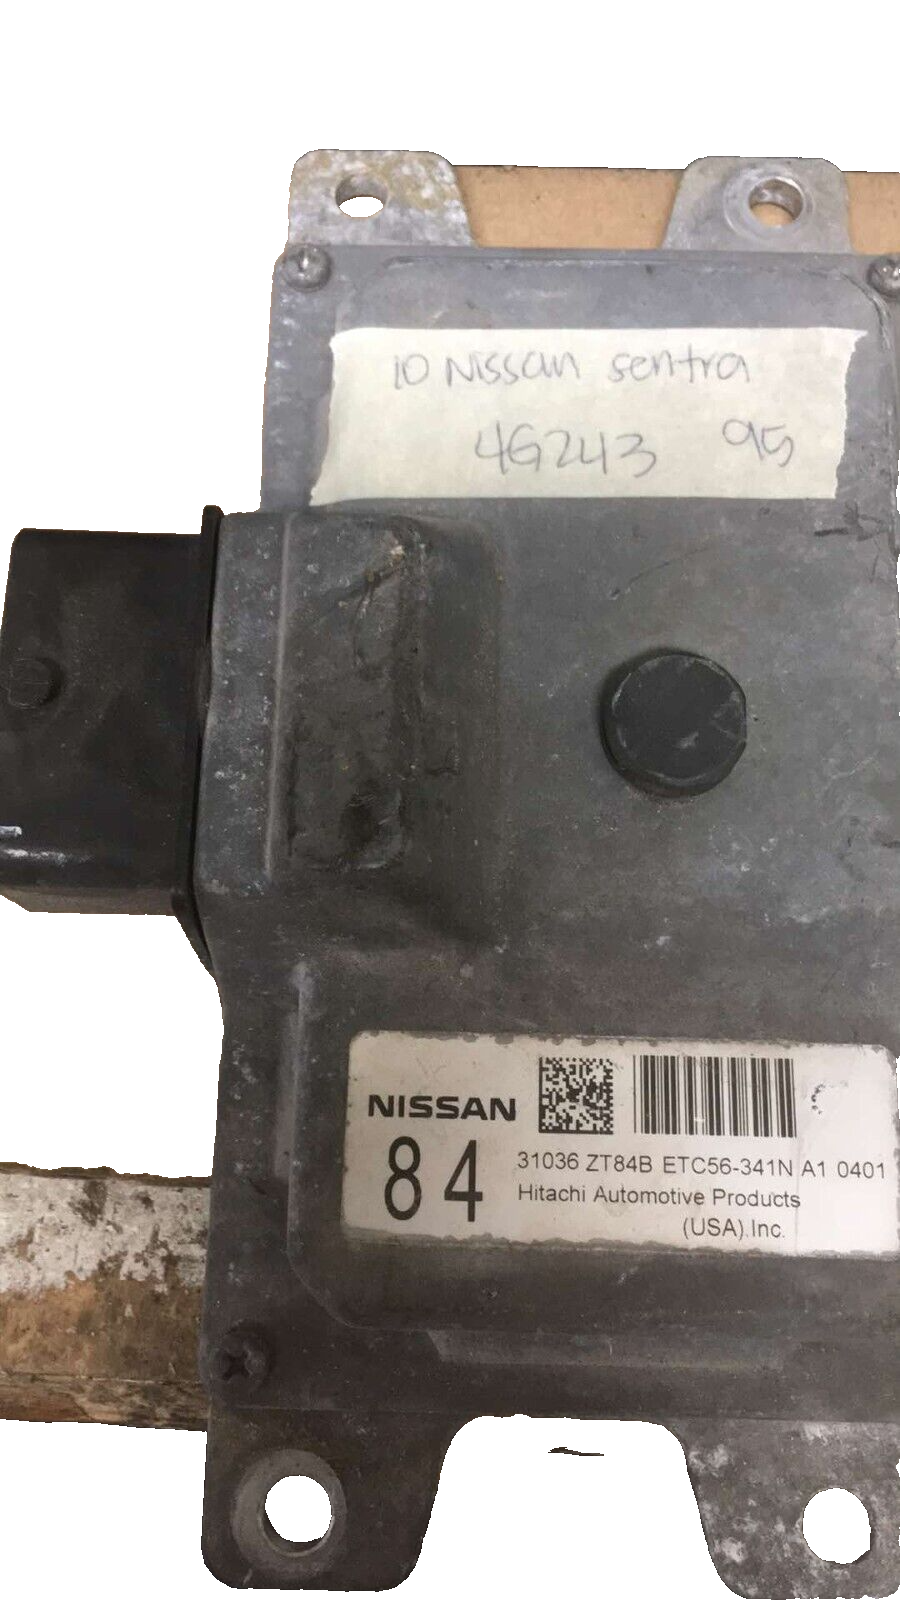 10 Nissan sentra
4G243 95
NISSAN
84
31036 ZT84B ETC56-341N A1 0401
Hitachi Automotive Products
(USA).Inc.